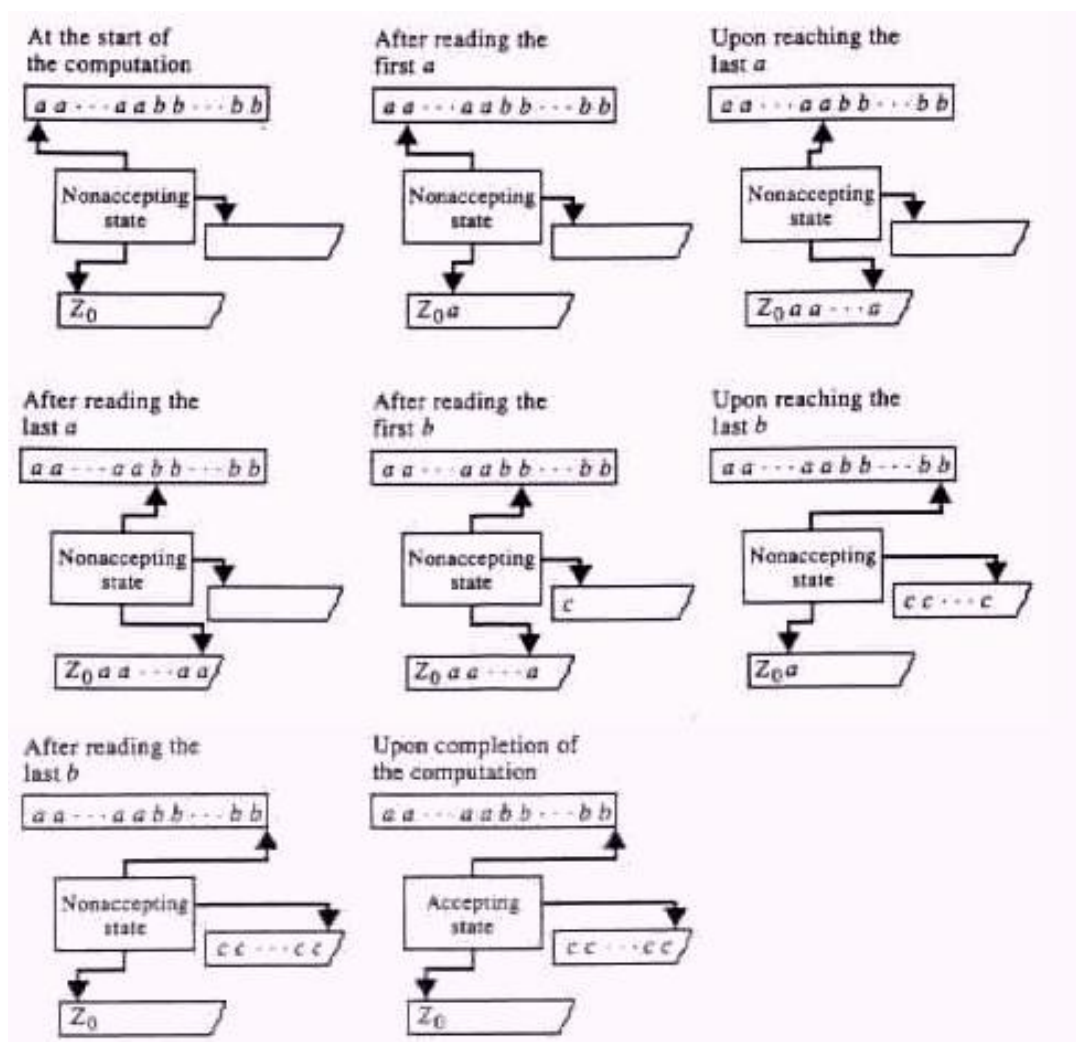 At the start of
the computation
a a · · · a a b b · · · b b
Nonaccepting
state
Z0
After reading the
first a
a a · · · a a b b · · · b b
Nonaccepting
state
Z0 a
Upon reaching the
last a
a a · · · a a b b · · · b b
Nonaccepting
state
Z0 a a · · · a
After reading the
last a
a a · · · a a b b · · · b b
Nonaccepting
state
Z0 a a · · · a a
After reading the
first b
a a · · · a a b b · · · b b
Nonaccepting
state
c
Z0 a a · · · a
Upon reaching the
last b
a a · · · a a b b · · · b b
Nonaccepting
state
c c · · · c
Z0 a
After reading the
last b
a a · · · a a b b · · · b b
Nonaccepting
state
c c · · · c c
Z0
Upon completion of
the computation
a a · · · a a b b · · · b b
Accepting
state
c c · · · c c
Z0